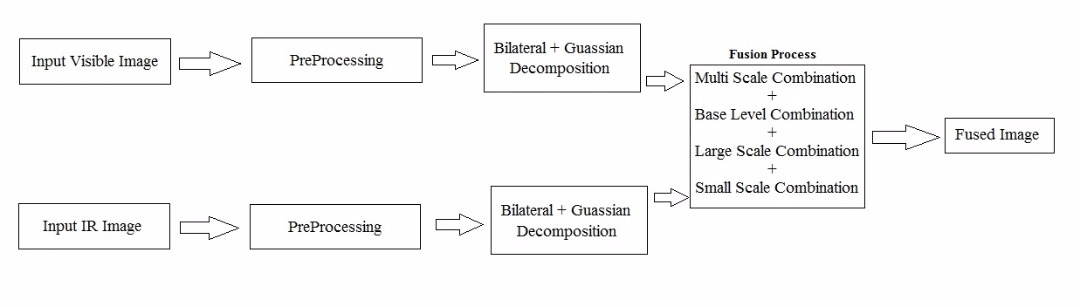 Input Visible Image
PreProcessing
Bilateral + Guassian
Decomposition
Input IR Image
PreProcessing
Bilateral + Guassian
Decomposition
Fusion Process
Multi Scale Combination
+
Base Level Combination
+
Large Scale Combination
+
Small Scale Combination
Fused Image